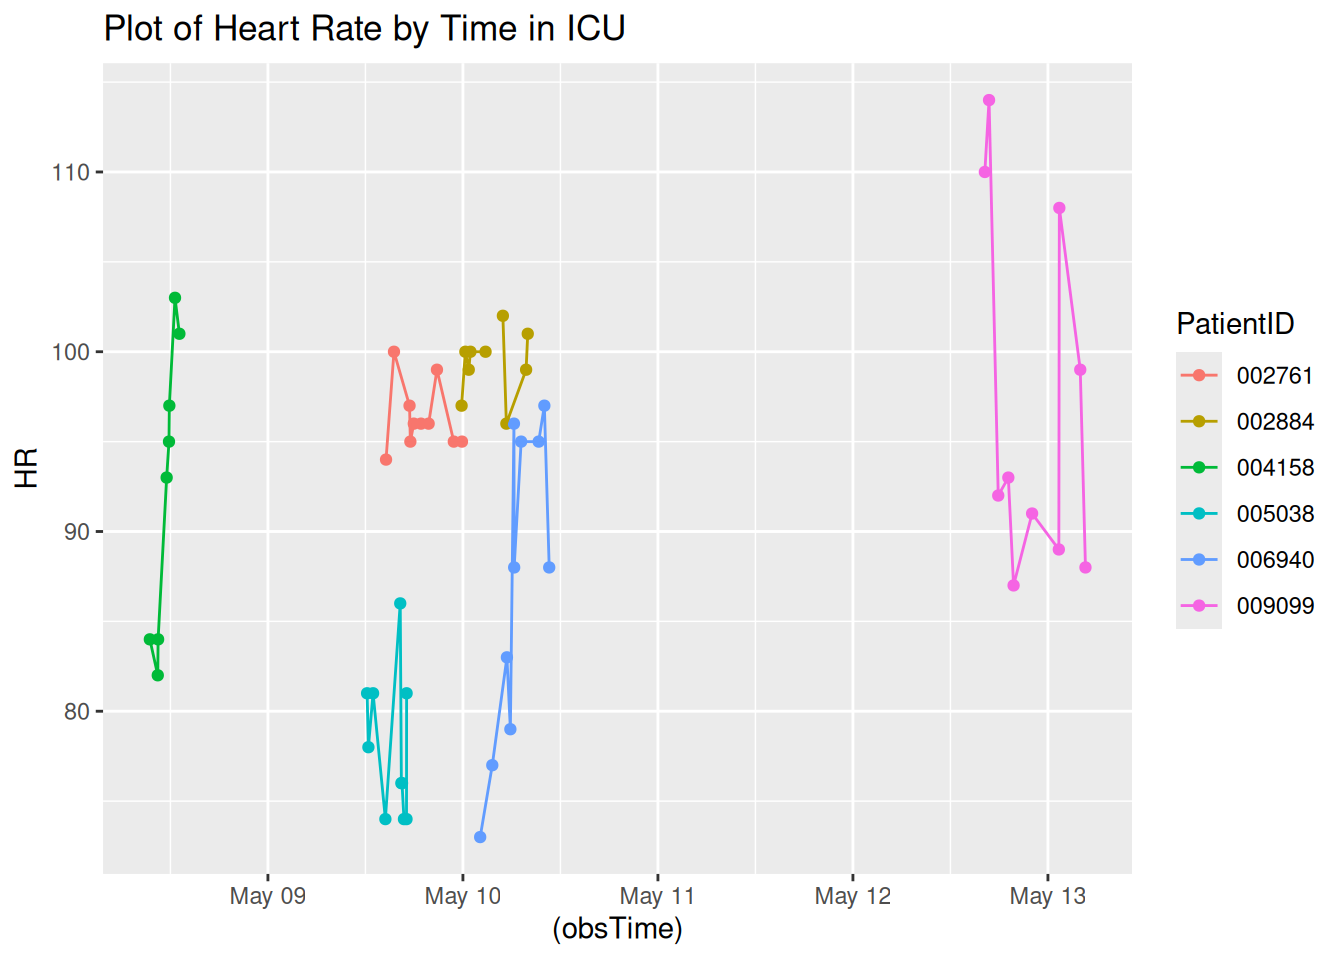 Plot of Heart Rate by Time in ICU
HR
110
100
90
80
May 09
May 10
May 11
May 12
May 13
(obsTime)
PatientID
002761
002884
004158
005038
006940
009099